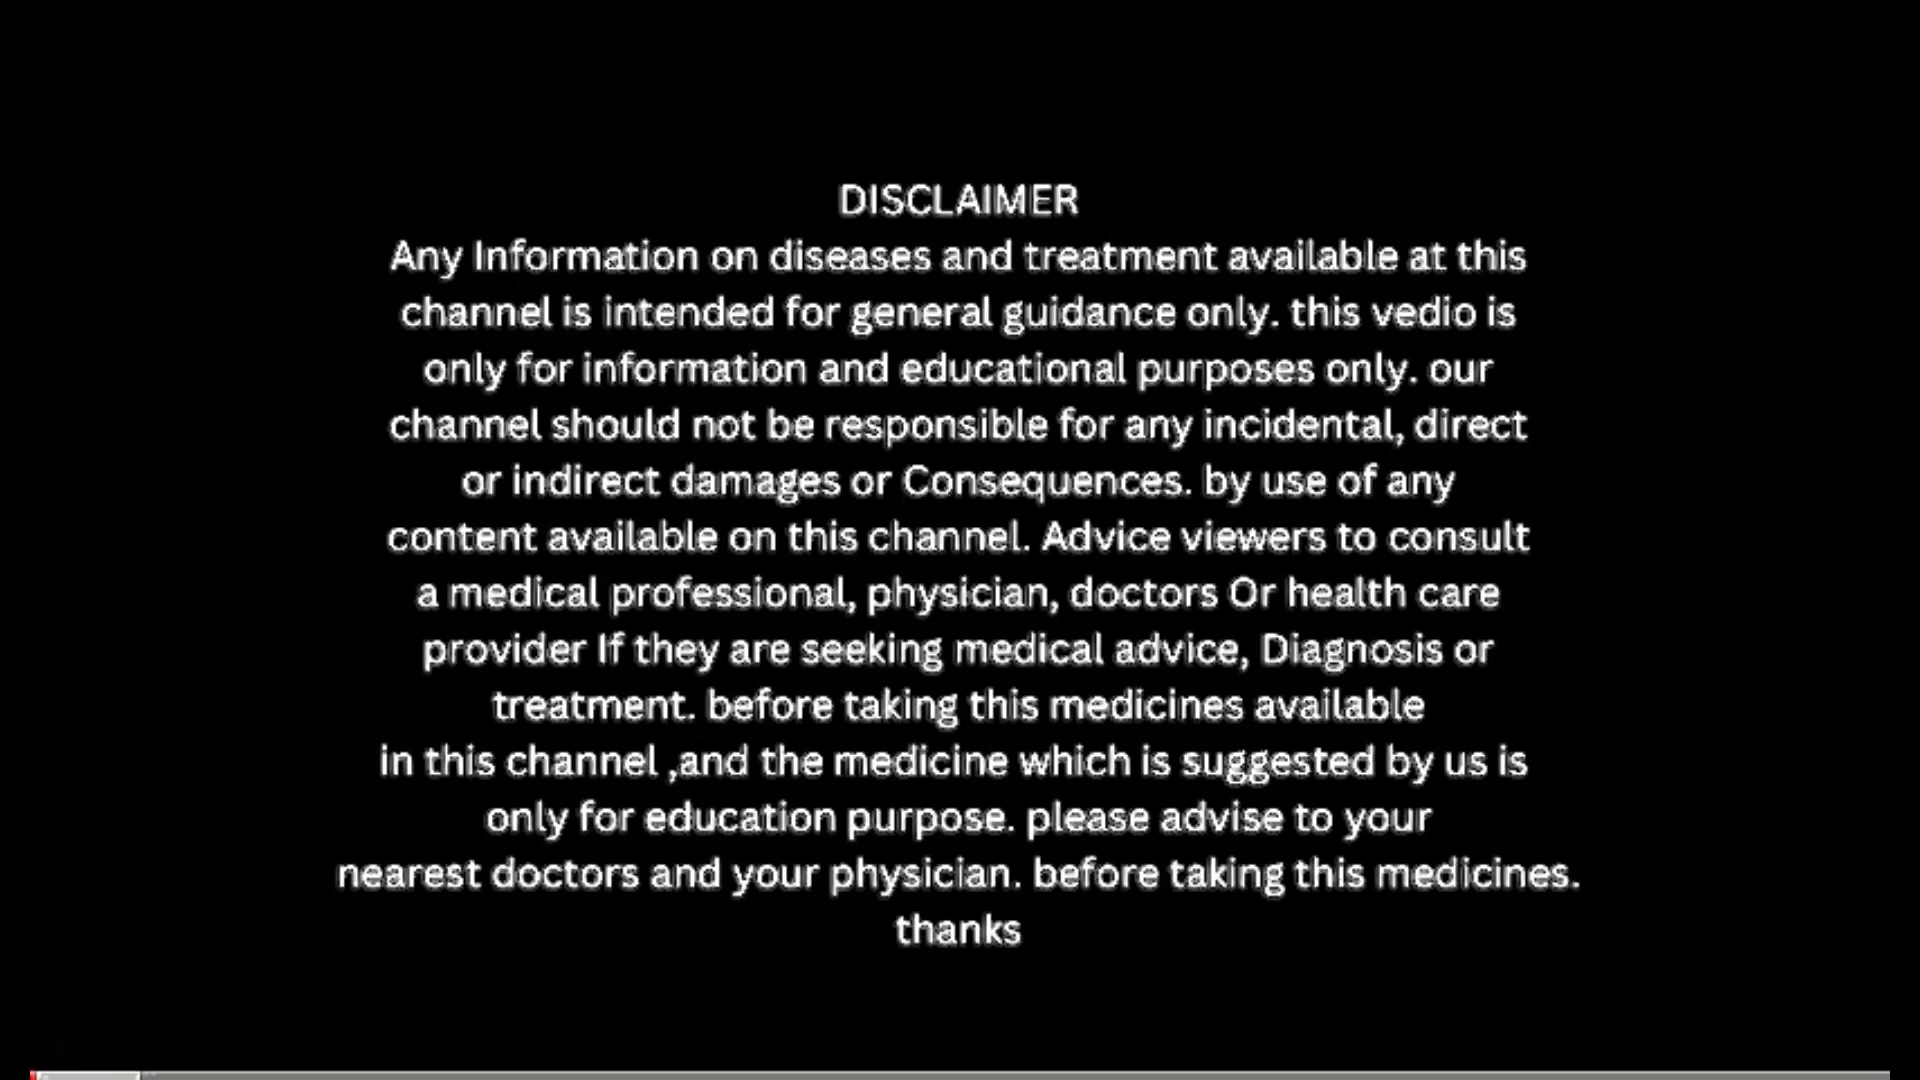 DISCLAIMER
Any Information on diseases and treatment available at this
channel is intended for general guidance only. this vedio is
only for information and educational purposes only. our
channel should not be responsible for any incidental, direct
or indirect damages or Consequences. by use of any
content available on this channel. Advice viewers to consult
a medical professional, physician, doctors Or health care
provider If they are seeking medical advice, Diagnosis or
treatment. before taking this medicines available
in this channel ,and the medicine which is suggested by us is
only for education purpose. please advise to your
nearest doctors and your physician. before taking this medicines.
thanks